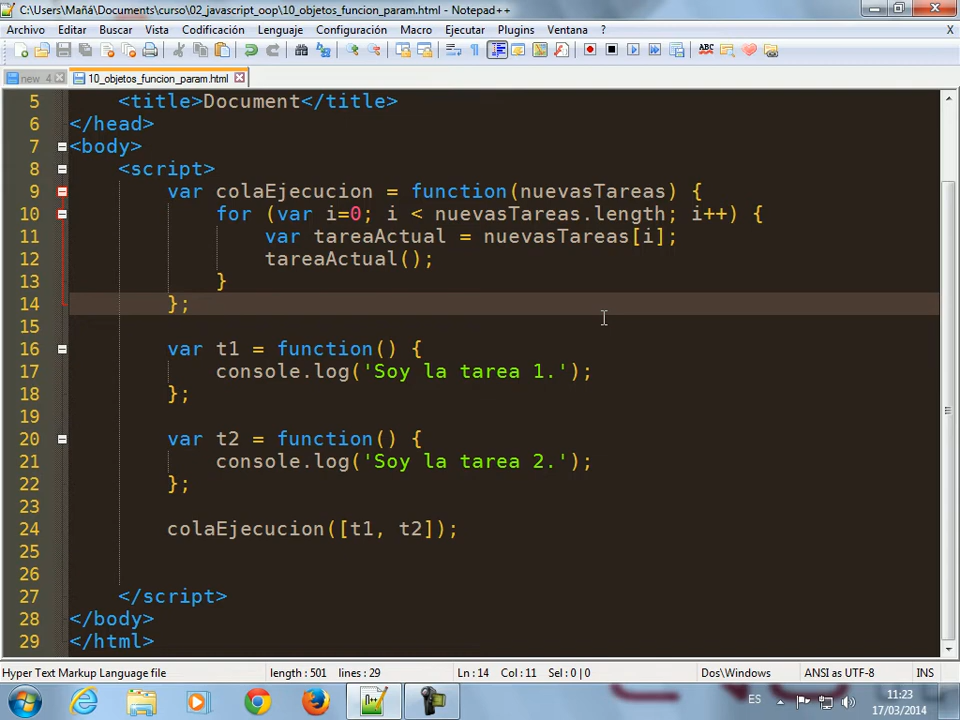 C:\Users\Mañá\Documents\curso\02_javascript_oop\10_objetos_funcion_param.html - Notepad++
Archivo Editar Buscar Vista Codificación Lenguaje Configuración Macro Ejecutar Plugins Ventana ? X
new 4 10_objetos_funcion_param.html
5 <title>Document</title>
6 </head>
7 <body>
8 <script>
9 var colaEjecucion = function(nuevasTareas) {
10 for (var i=0; i < nuevasTareas.length; i++) {
11 var tareaActual = nuevasTareas[i];
12 tareaActual();
13 }
14 };
15
16 var t1 = function() {
17 console.log('Soy la tarea 1.');
18 };
19
20 var t2 = function() {
21 console.log('Soy la tarea 2.');
22 };
23
24 colaEjecucion([t1, t2]);
25
26
27 </script>
28 </body>
29 </html>
Hyper Text Markup Language file length : 501 lines : 29 Ln : 14 Col : 11 Sel : 0 | 0 Dos\Windows ANSI as UTF-8 INS
ES 11:23
17/03/2014